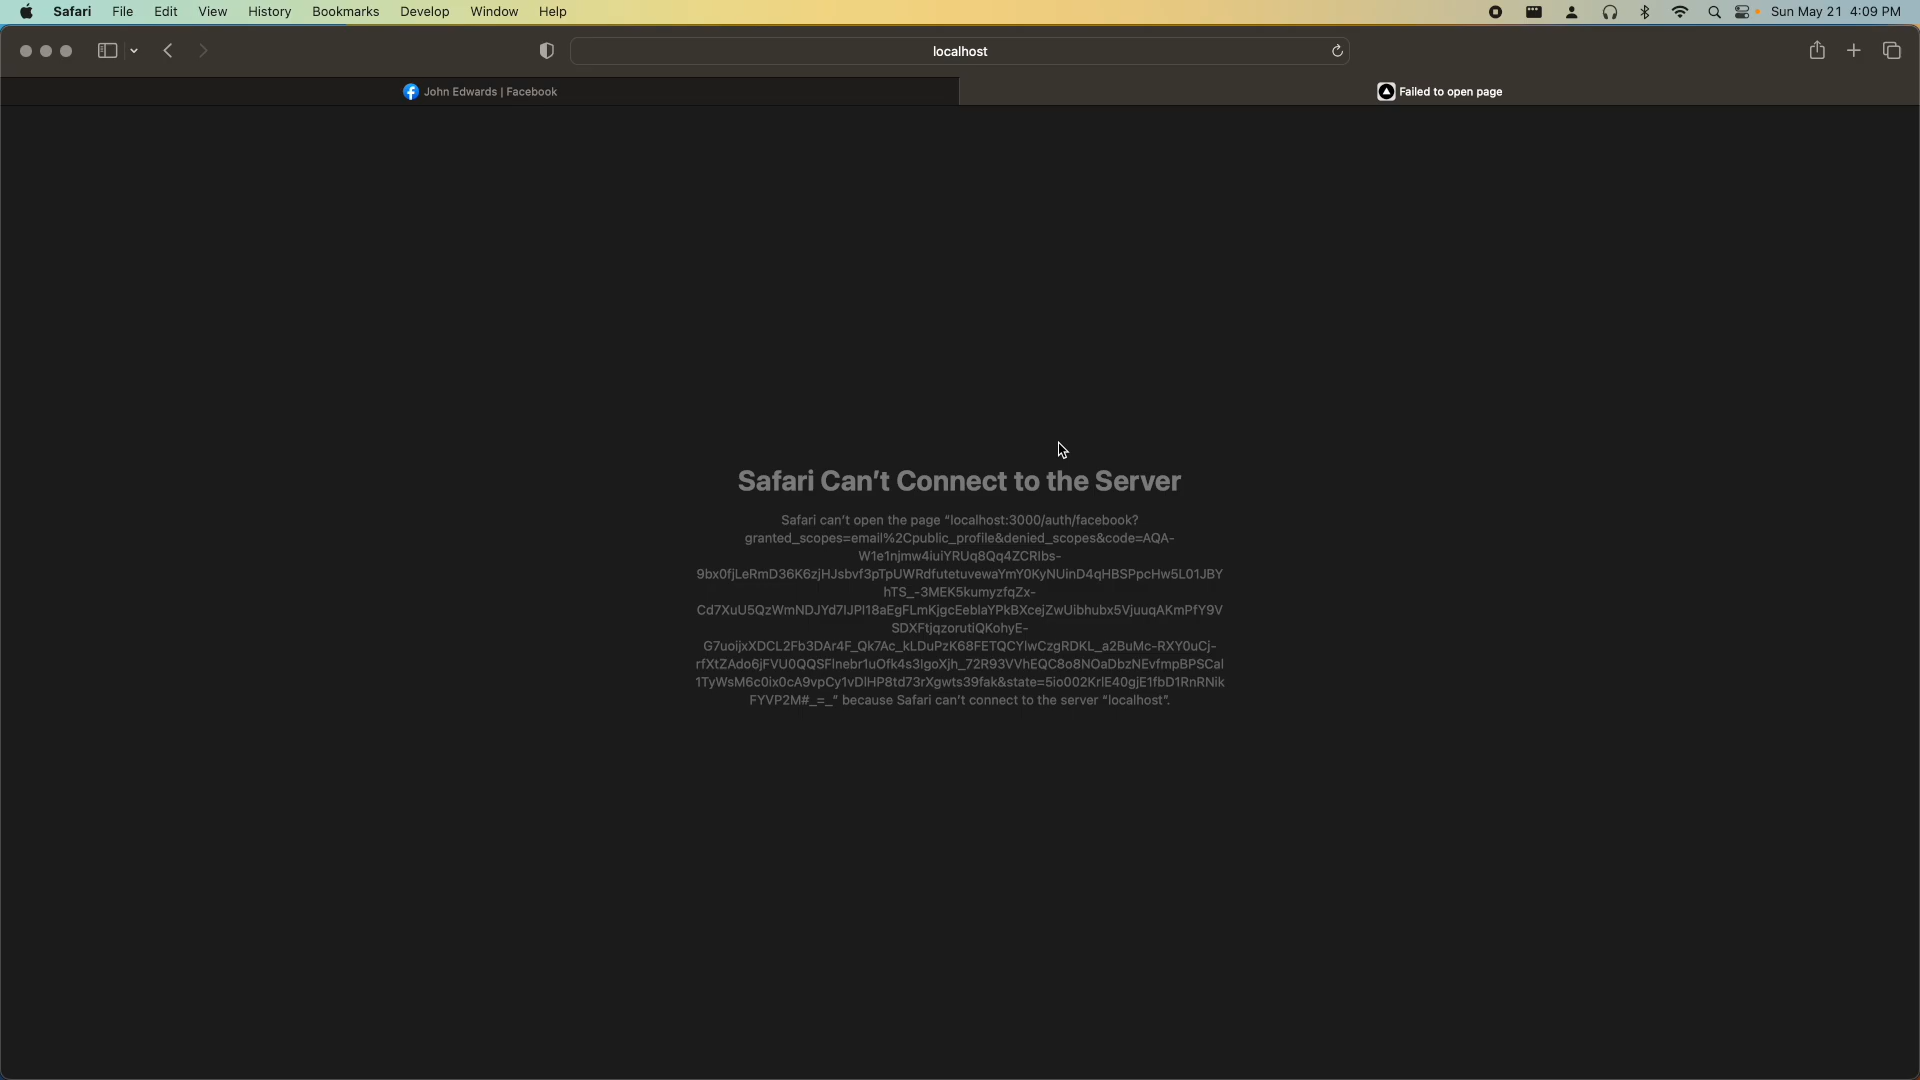 Safari File Edit View History Bookmarks Develop Window Help Sun May 21 4:09 PM
localhost
John Edwards | Facebook Failed to open page
Safari Can't Connect to the Server
Safari can't open the page "localhost:3000/auth/facebook?
granted_scopes=email%2Cpublic_profile&denied_scopes&code=AQA-
W1e1njmw4iuiYRUq8Qq4ZCRIbs-
9bx0fjLeRmD36K6zjHJsbvf3pTpUWRdfutetuvewaYmY0KyNUinD4qHBSPpcHw5L01JBY
hTS_-3MEK5kumyzfqZx-
Cd7XuU5QzWmNDJYd7IJPI18aEgFLmKjgcEeblaYPkBXcejZwUibhubx5VjuuqAKmPfY9V
SDXFtjqzorutiQKohyE-
G7uoijxXDCL2Fb3DAr4F_Qk7Ac_kLDuPzK68FETQCYlwCzgRDKL_a2BuMc-RXY0uCj-
rfXtZAdo6jFVU0QQSFlnebr1uOfk4s3lgoXjh_72R93VVhEQC8o8NOaDbzNEvfmpBPSCal
1TyWsM6c0ix0cA9vpCy1vDlHP8td73rXgwts39fak&state=5io002KrlE40gjE1fbD1RnRNik
FYVP2M#_=_" because Safari can't connect to the server "localhost".